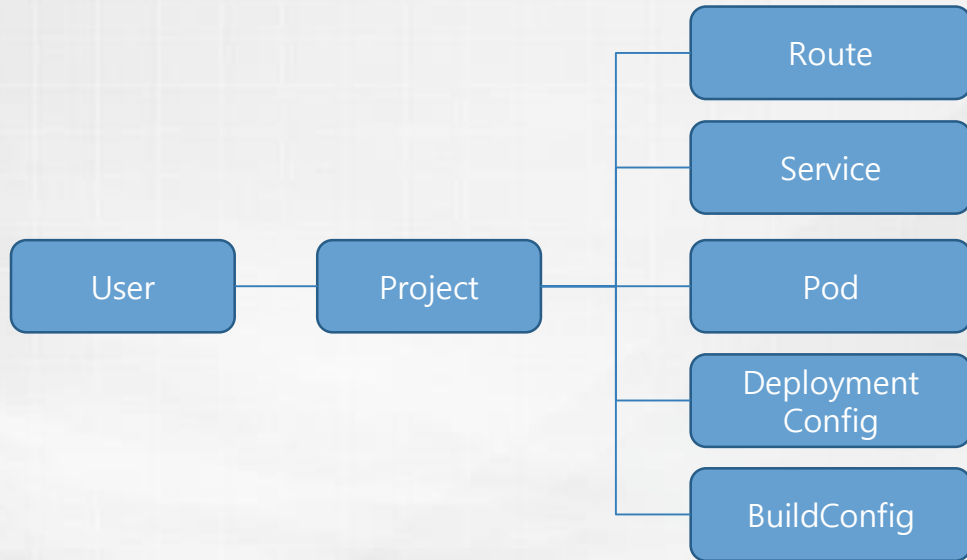 Route
Service
User
Project
Pod
Deployment
Config
BuildConfig